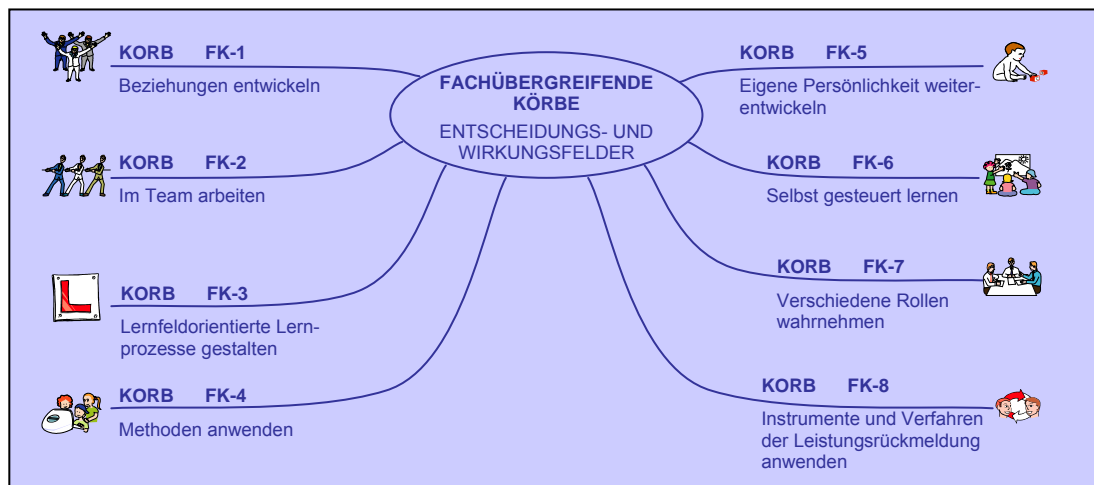 FACHÜBERGREIFENDE
KÖRBE
ENTSCHEIDUNGS- UND
WIRKUNGSFELDER
KORB FK-1
Beziehungen entwickeln
KORB FK-2
Im Team arbeiten
KORB FK-3
Lernfeldorientierte Lern-
prozesse gestalten
KORB FK-4
Methoden anwenden
KORB FK-5
Eigene Persönlichkeit weiter-
entwickeln
KORB FK-6
Selbst gesteuert lernen
KORB FK-7
Verschiedene Rollen
wahrnehmen
KORB FK-8
Instrumente und Verfahren
der Leistungsrückmeldung
anwenden
L